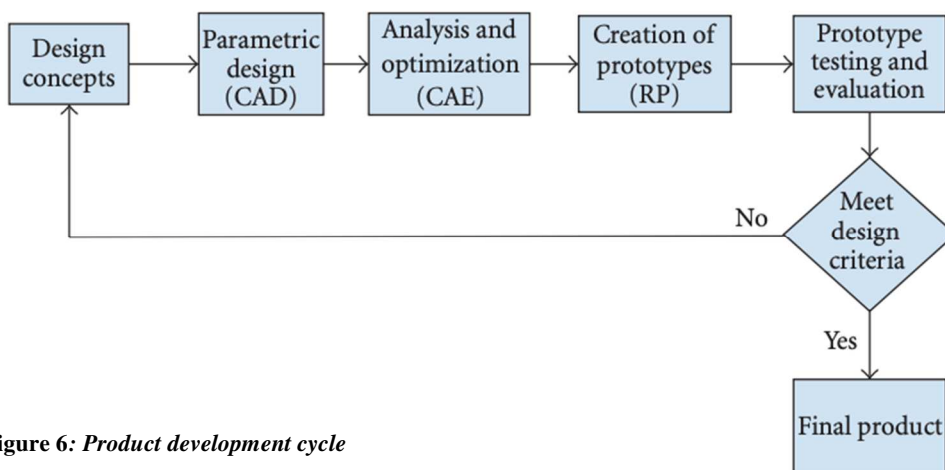 Design
concepts
Parametric
design
(CAD)
Analysis and
optimization
(CAE)
Creation of
prototypes
(RP)
Prototype
testing and
evaluation
Meet
design
criteria
No
Yes
Final product
igure 6: Product development cycle